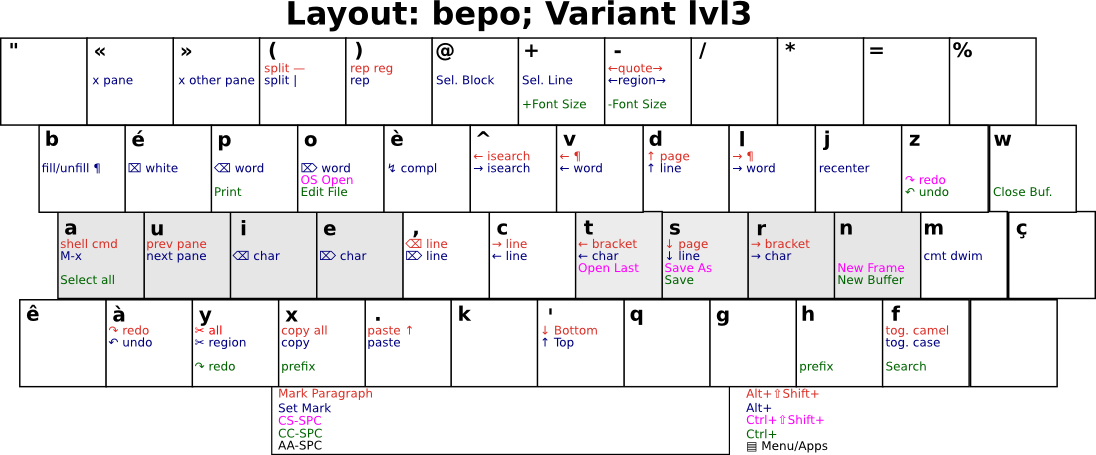 Layout: bepo; Variant lvl3
" « » ( ) @ + - / * = %
split — rep reg ←quote→
x pane x other pane split | rep Sel. Block Sel. Line ←region→
+Font Size -Font Size
b é p o è ^ v d l j z w
← isearch ← ¶ ↑ page → ¶
fill/unfill ¶ ⌧ white ⌫ word ⌦ word ↯ compl → isearch ← word ↑ line → word recenter
OS Open ↷ redo
Print Edit File ↶ undo Close Buf.
a u i e , c t s r n m ç
shell cmd prev pane ⌫ line → line ← bracket ↓ page → bracket
M-x next pane ⌫ char ⌦ char ⌦ line ← line ← char ↓ line → char cmt dwim
Open Last Save As New Frame
Select all Save New Buffer
ê à y x . k ' q g h f
↷ redo ✂ all copy all paste ↑ ↓ Bottom tog. camel
↶ undo ✂ region copy paste ↑ Top tog. case
↷ redo prefix prefix Search
Mark Paragraph Alt+⇧Shift+
Set Mark Alt+
CS-SPC Ctrl+⇧Shift+
CC-SPC Ctrl+
AA-SPC ▤ Menu/Apps